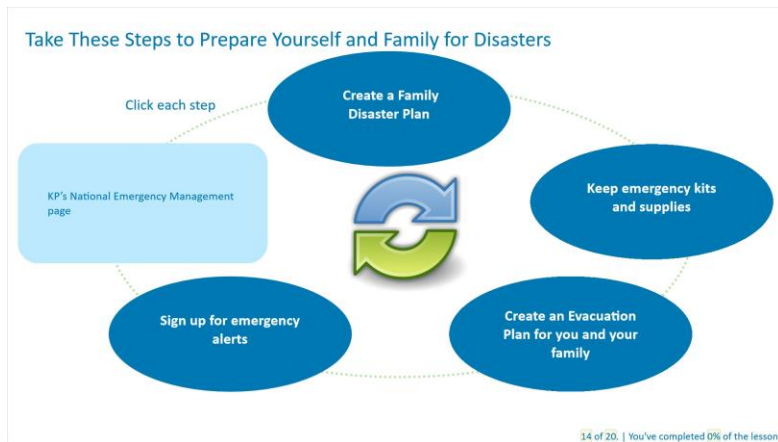 Take These Steps to Prepare Yourself and Family for Disasters
Click each step
Create a Family
Disaster Plan
KP's National Emergency Management
page
Keep emergency kits
and supplies
Sign up for emergency
alerts
Create an Evacuation
Plan for you and your
family
14 of 20. | You've completed 0% of the lesson